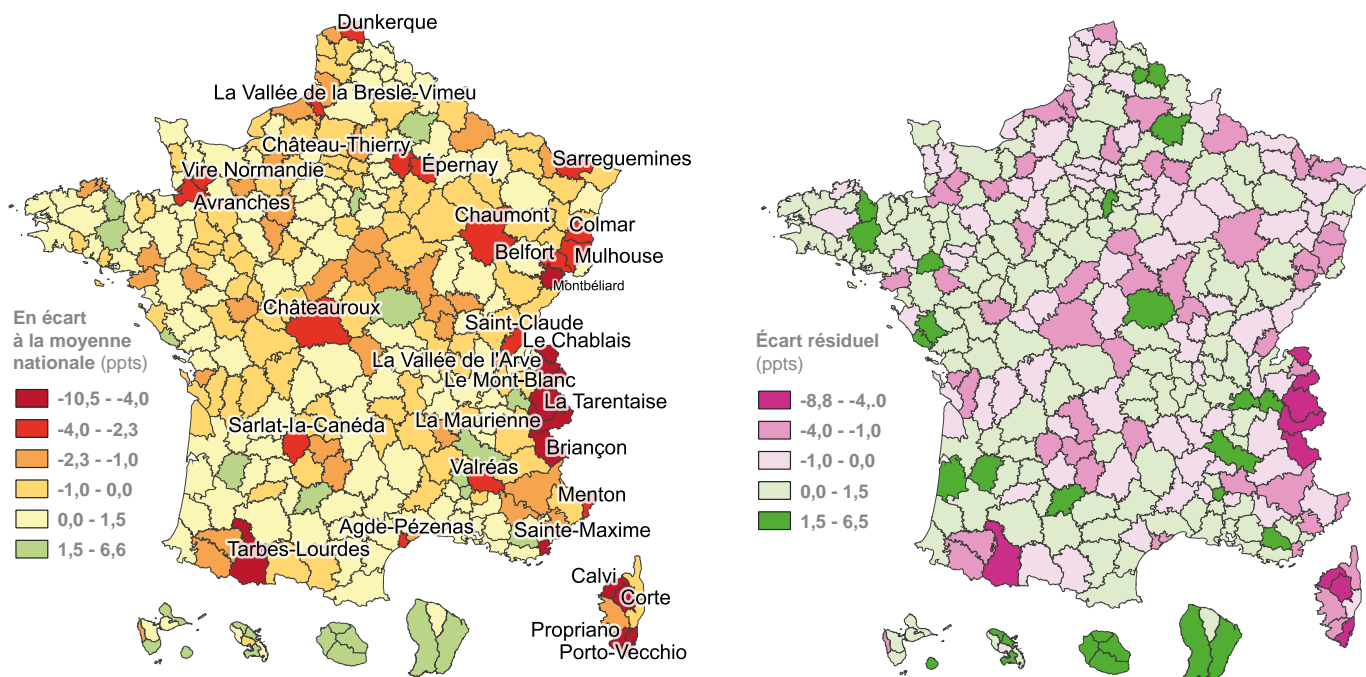 Dunkerque
La Vallée de la Bresle-Vimeu
Château-Thierry
Épernay
Sarreguemines
Vire Normandie
Avranches
Chaumont
Colmar
Belfort
Mulhouse
Montbéliard
Châteauroux
Saint-Claude
Le Chablais
La Vallée de l'Arve
Le Mont-Blanc
La Tarentaise
La Maurienne
Sarlat-la-Canéda
Briançon
Valréas
Menton
Agde-Pézenas
Sainte-Maxime
Tarbes-Lourdes
Calvi
Corte
Propriano
Porto-Vecchio
En écart
à la moyenne
nationale (ppts)
-10,5 - -4,0
-4,0 - -2,3
-2,3 - -1,0
-1,0 - 0,0
0,0 - 1,5
1,5 - 6,6
Écart résiduel
(ppts)
-8,8 - -4,.0
-4,0 - -1,0
-1,0 - 0,0
0,0 - 1,5
1,5 - 6,5